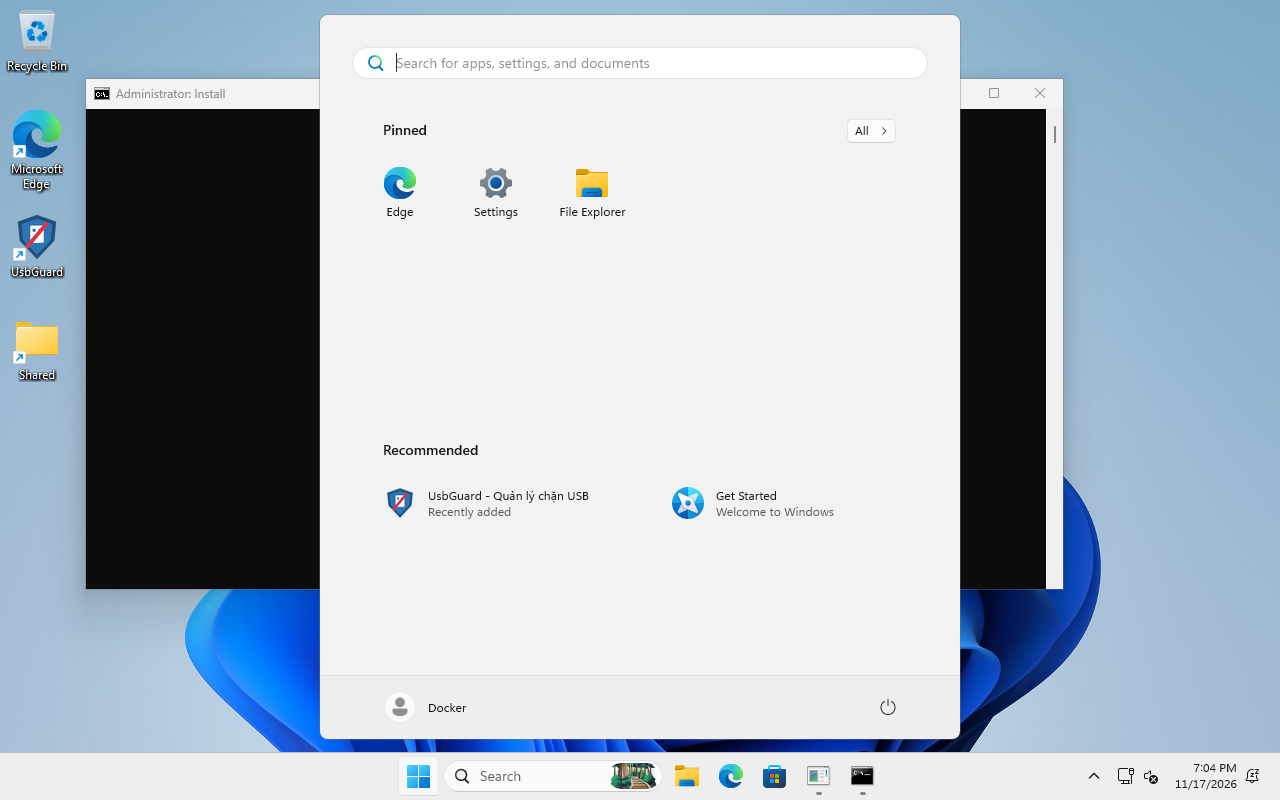 Recycle Bin
Microsoft
Edge
UsbGuard
Shared
Administrator: Install
Search for apps, settings, and documents
Pinned
All
Edge
Settings
File Explorer
Recommended
UsbGuard - Quản lý chặn USB
Recently added
Get Started
Welcome to Windows
Docker
Search
7:04 PM
11/17/2026